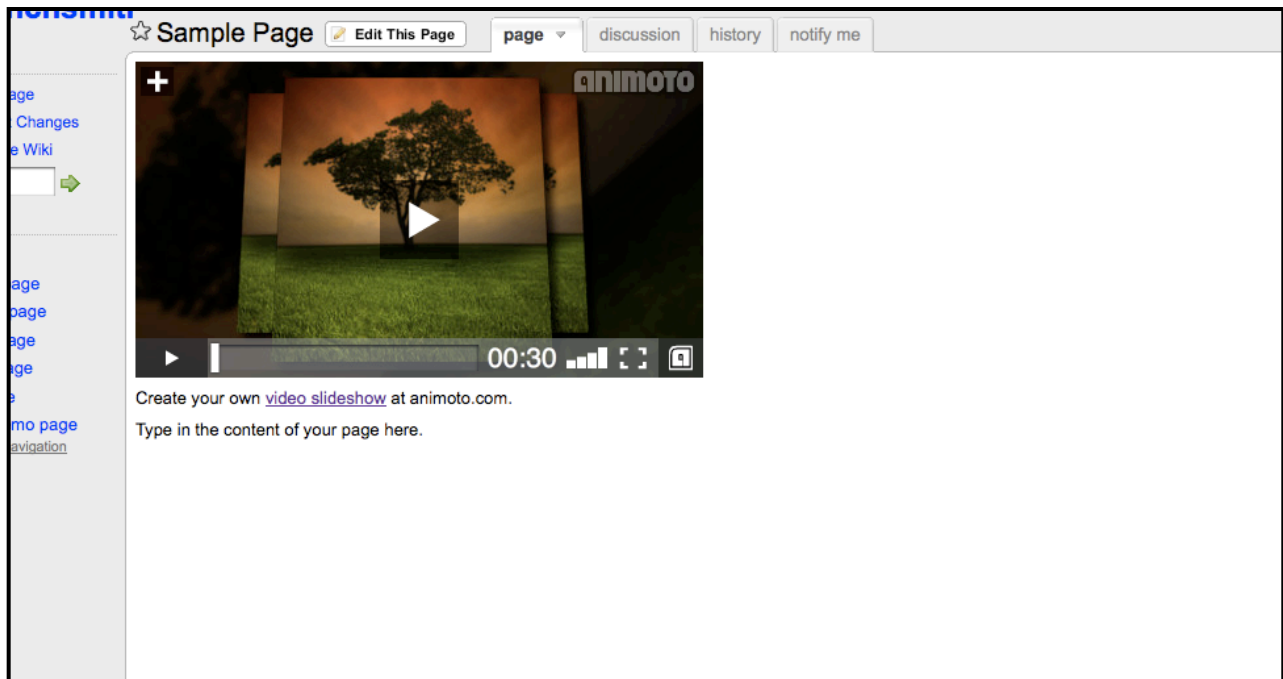 Sample Page
Edit This Page
page
discussion
history
notify me
age
Changes
e Wiki
age
page
age
ge
e
mo page
avigation
ANIMOTO
00:30
Create your own video slideshow at animoto.com.
Type in the content of your page here.